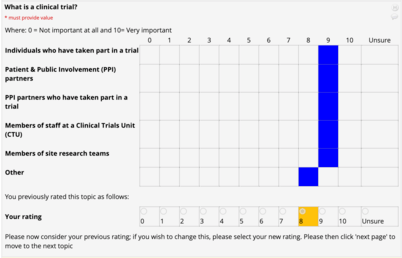 What is a clinical trial?
* must provide value
Where: 0 = Not important at all and 10= Very important
0 1 2 3 4 5 6 7 8 9 10 Unsure
Individuals who have taken part in a trial
Patient & Public Involvement (PPI)
partners
PPI partners who have taken part in a
trial
Members of staff at a Clinical Trials Unit
(CTU)
Members of site research teams
Other
You previously rated this topic as follows:
Your rating
0 1 2 3 4 5 6 7 8 9 10 Unsure
Please now consider your previous rating; if you wish to change this, please select your new rating. Please then click 'next page' to
move to the next topic